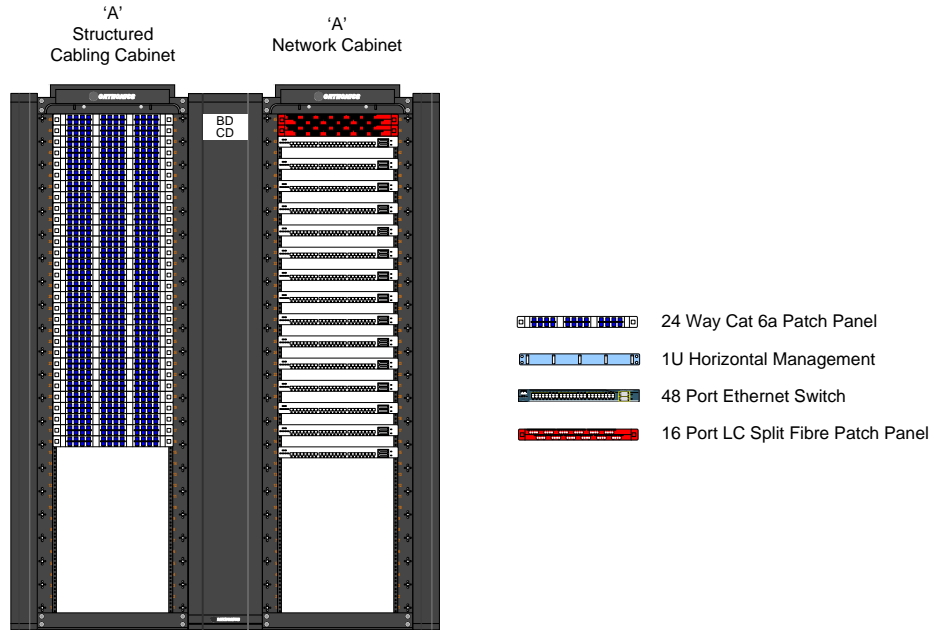 ‘A’
Structured
Cabling Cabinet
‘A’
Network Cabinet
BD
CD
24 Way Cat 6a Patch Panel
1U Horizontal Management
48 Port Ethernet Switch
16 Port LC Split Fibre Patch Panel